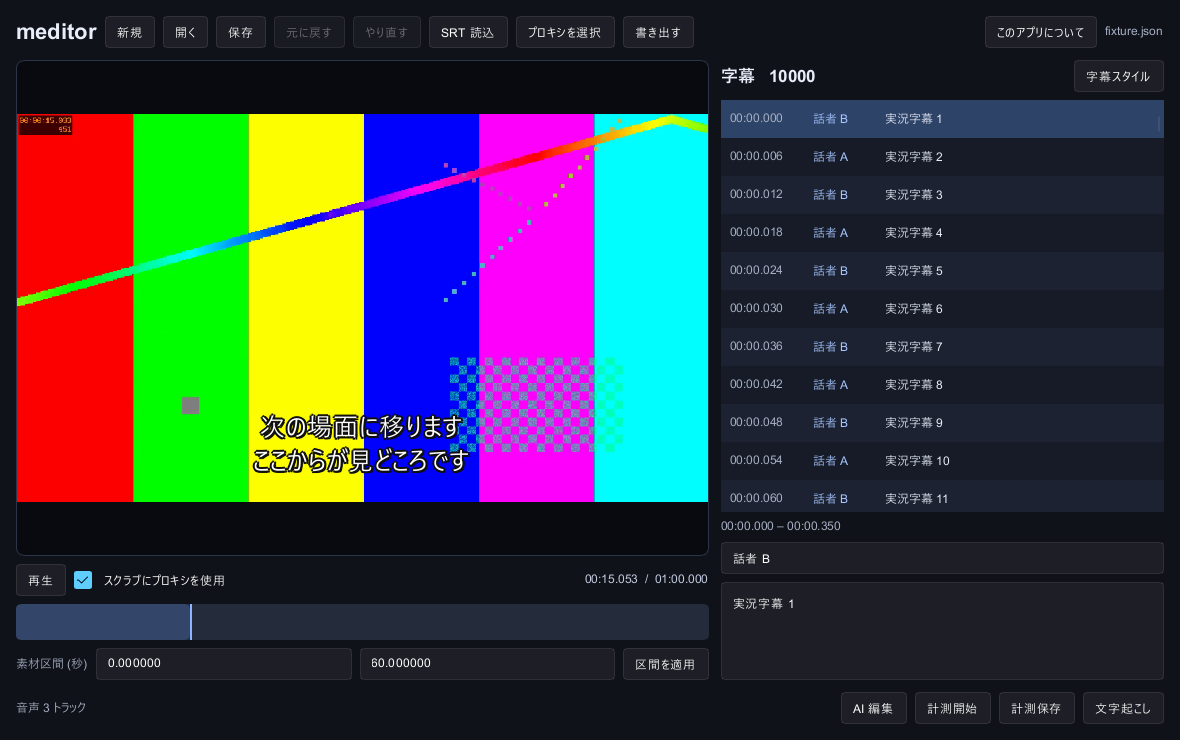 meditor 新規 開く 保存 元に戻す やり直す SRT 読込 プロキシを選択 書き出す このアプリについて fixture.json
字幕 10000 字幕スタイル
00:00:15.933
451
次の場面に移ります
ここからが見どころです
00:00.000 話者 B 実況字幕 1
00:00.006 話者 A 実況字幕 2
00:00.012 話者 B 実況字幕 3
00:00.018 話者 A 実況字幕 4
00:00.024 話者 B 実況字幕 5
00:00.030 話者 A 実況字幕 6
00:00.036 話者 B 実況字幕 7
00:00.042 話者 A 実況字幕 8
00:00.048 話者 B 実況字幕 9
00:00.054 話者 A 実況字幕 10
00:00.060 話者 B 実況字幕 11
00:00.000 – 00:00.350
話者 B
実況字幕 1
再生 スクラブにプロキシを使用 00:15.053 / 01:00.000
素材区間 (秒) 0.000000 60.000000 区間を適用
音声 3 トラック AI 編集 計測開始 計測保存 文字起こし